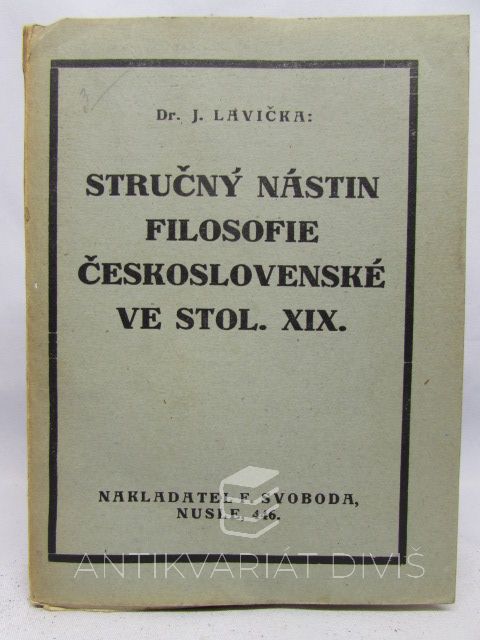 Dr. J. LAVIČKA:
STRUČNÝ NÁSTIN
FILOSOFIE
ČESKOSLOVENSKÉ
VE STOL. XIX.
NAKLADATEL F. SVOBODA,
NUSLE, 446.
ANTIKVARIÁT DIVIŠ